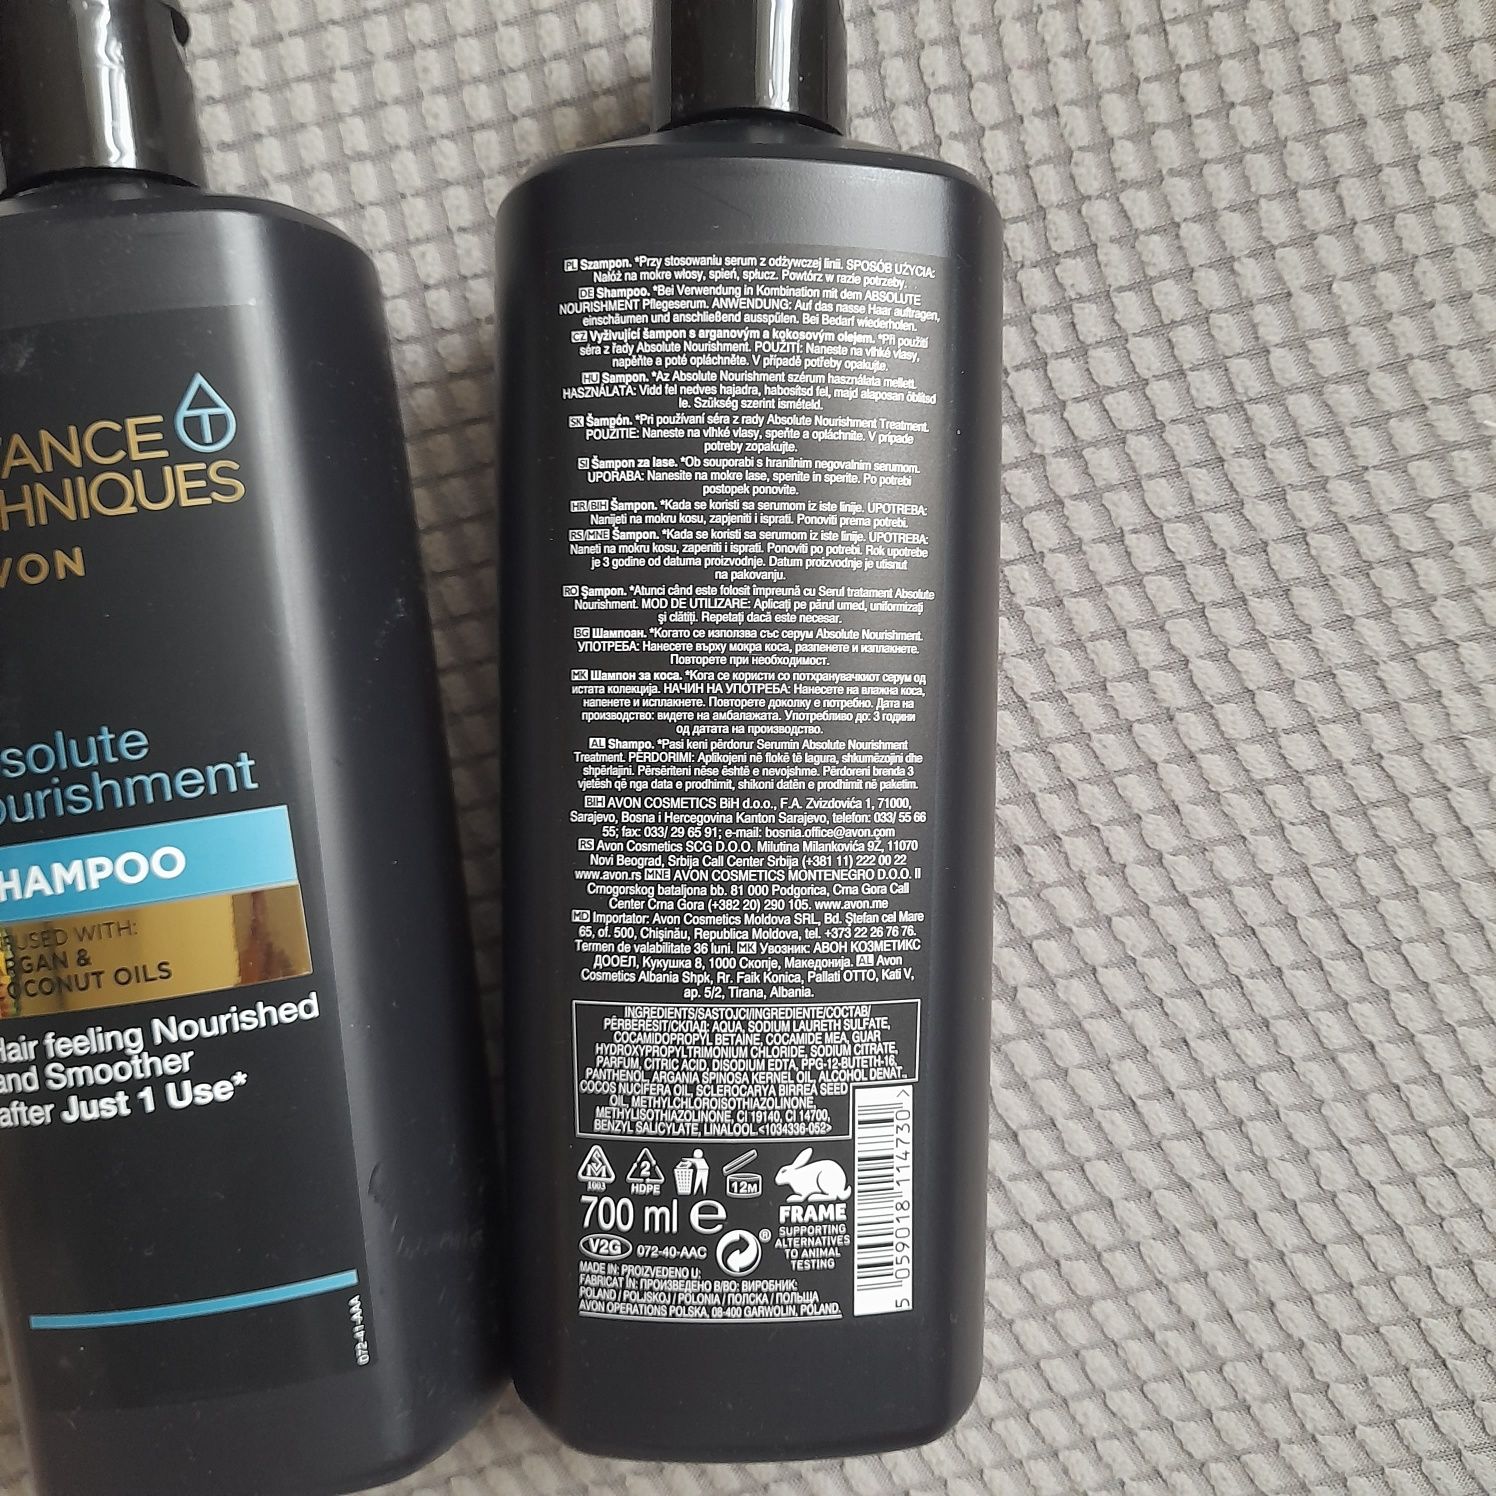 TANCE
HNIQUES
VON
solute
ourishment
HAMPOO
FUSED WITH:
RGAN &
COCONUT OILS
Hair feeling Nourished
and Smoother
after Just 1 Use*
072-41-AAA
PL Szampon. *Przy stosowaniu serum z odżywczej linii. SPOSÓB UŻYCIA:
Nałóż na mokre włosy, spień, spłucz. Powtórz w razie potrzeby.
DE Shampoo. *Bei Verwendung in Kombination mit dem ABSOLUTE
NOURISHMENT Pflegeserum. ANWENDUNG: Auf das nasse Haar auftragen,
einschäumen und anschließend ausspülen. Bei Bedarf wiederholen.
CZ Vyživující šampon s arganovým a kokosovým olejem. *Při použití
séra z řady Absolute Nourishment. POUŽITÍ: Naneste na vlhké vlasy,
napěňte a poté opláchněte. V případě potřeby opakujte.
HU Sampon. *Az Absolute Nourishment szérum használata mellett.
HASZNÁLATA: Vidd fel nedves hajadra, habosítsd fel, majd alaposan öblítsd
le. Szükség szerint ismételd.
SK Šampón. *Pri používaní séra z rady Absolute Nourishment Treatment.
POUŽITIE: Naneste na vlhké vlasy, speňte a opláchnite. V prípade
potreby zopakujte.
SI Šampon za lase. *Ob souporabi s hranilnim negovalnim serumom.
UPORABA: Nanesite na mokre lase, spenite in sperite. Po potrebi
postopek ponovite.
HR/BIH Šampon. *Kada se koristi sa serumom iz iste linije. UPOTREBA:
Nanijeti na mokru kosu, zapjeniti i isprati. Ponoviti prema potrebi.
RS/MNE Šampon. *Kada se koristi sa serumom iz iste linije. UPOTREBA:
Naneti na mokru kosu, zapeniti i isprati. Ponoviti po potrebi. Rok upotrebe
je 3 godine od datuma proizvodnje. Datum proizvodnje je utisnut
na pakovanju.
RO Şampon. *Atunci când este folosit împreună cu Serul tratament Absolute
Nourishment. MOD DE UTILIZARE: Aplicaţi pe părul umed, uniformizaţi
şi clătiţi. Repetaţi dacă este necesar.
BG Шампоан. *Когато се използва със серум Absolute Nourishment.
УПОТРЕБА: Нанесете върху мокра коса, разпенете и изплакнете.
Повторете при необходимост.
MK Шампон за коса. *Кога се користи со потхранувачкиот серум од
истата колекција. НАЧИН НА УПОТРЕБА: Нанесете на влажна коса,
напенете и исплакнете. Повторете доколку е потребно. Дата на
производство: видете на амбалажата. Употребливо до: 3 години
од датата на производство.
AL Shampo. *Pasi keni përdorur Serumin Absolute Nourishment
Treatment. PËRDORIMI: Aplikojeni në flokë të lagura, shkumëzojini dhe
shpërlajini. Përsëriteni nëse është e nevojshme. Përdoreni brenda 3
vjetësh që nga data e prodhimit, shikoni datën e prodhimit në paketim.
BIH AVON COSMETICS BiH d.o.o., F.A. Zvizdovića 1, 71000,
Sarajevo, Bosna i Hercegovina Kanton Sarajevo, telefon: 033/ 55 66
55; fax: 033/ 29 65 91; e-mail: bosnia.office@avon.com
RS Avon Cosmetics SCG D.O.O. Milutina Milankovića 9Ž, 11070
Novi Beograd, Srbija Call Center Srbija (+381 11) 222 00 22
www.avon.rs MNE AVON COSMETICS MONTENEGRO D.O.O. II
Crnogorskog bataljona bb. 81 000 Podgorica, Crna Gora Call
Center Crna Gora (+382 20) 290 105. www.avon.me
MD Importator: Avon Cosmetics Moldova SRL, Bd. Ştefan cel Mare
65, of. 500, Chişinău, Republica Moldova, tel. +373 22 26 76 76.
Termen de valabilitate 36 luni. MK Увозник: АВОН КОЗМЕТИКС
ДООЕЛ, Кукушка 8, 1000 Скопје, Македонија. AL Avon
Cosmetics Albania Shpk, Rr. Faik Konica, Pallati OTTO, Kati V,
ap. 5/2, Tirana, Albania.
INGREDIENTS/SASTOJCI/INGREDIENTE/СОСТАВ/
PËRBERËSIT/СКЛАД: AQUA, SODIUM LAURETH SULFATE,
COCAMIDOPROPYL BETAINE, COCAMIDE MEA, GUAR
HYDROXYPROPYLTRIMONIUM CHLORIDE, SODIUM CITRATE,
PARFUM, CITRIC ACID, DISODIUM EDTA, PPG-12-BUTETH-16,
PANTHENOL, ARGANIA SPINOSA KERNEL OIL, ALCOHOL DENAT.,
COCOS NUCIFERA OIL, SCLEROCARYA BIRREA SEED
OIL, METHYLCHLOROISOTHIAZOLINONE,
METHYLISOTHIAZOLINONE, CI 19140, CI 14700,
BENZYL SALICYLATE, LINALOOL.<1034336-052>
1003
2
HDPE
12M
700 ml e
V2G 072-40-AAC
®
FRAME
SUPPORTING
ALTERNATIVES
TO ANIMAL
TESTING
MADE IN: PROIZVEDENO U:
FABRICAT ÎN: ПРОИЗВЕДЕНО В/ВО: ВИРОБНИК:
POLAND / POLJSKOJ / POLONIA / ПОЛСКА / ПОЛЬЩА
AVON OPERATIONS POLSKA, 08-400 GARWOLIN, POLAND.
5 059018 114730 >